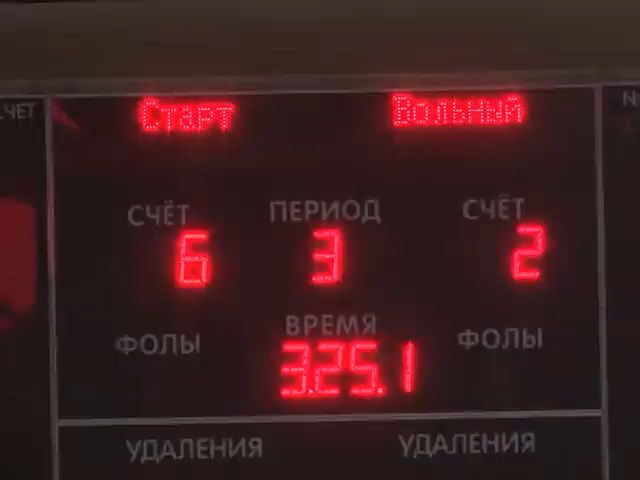 Старт Вольный
СЧЁТ ПЕРИОД СЧЁТ
6 3 2
ВРЕМЯ
ФОЛЫ 3.25.1 ФОЛЫ
УДАЛЕНИЯ УДАЛЕНИЯ